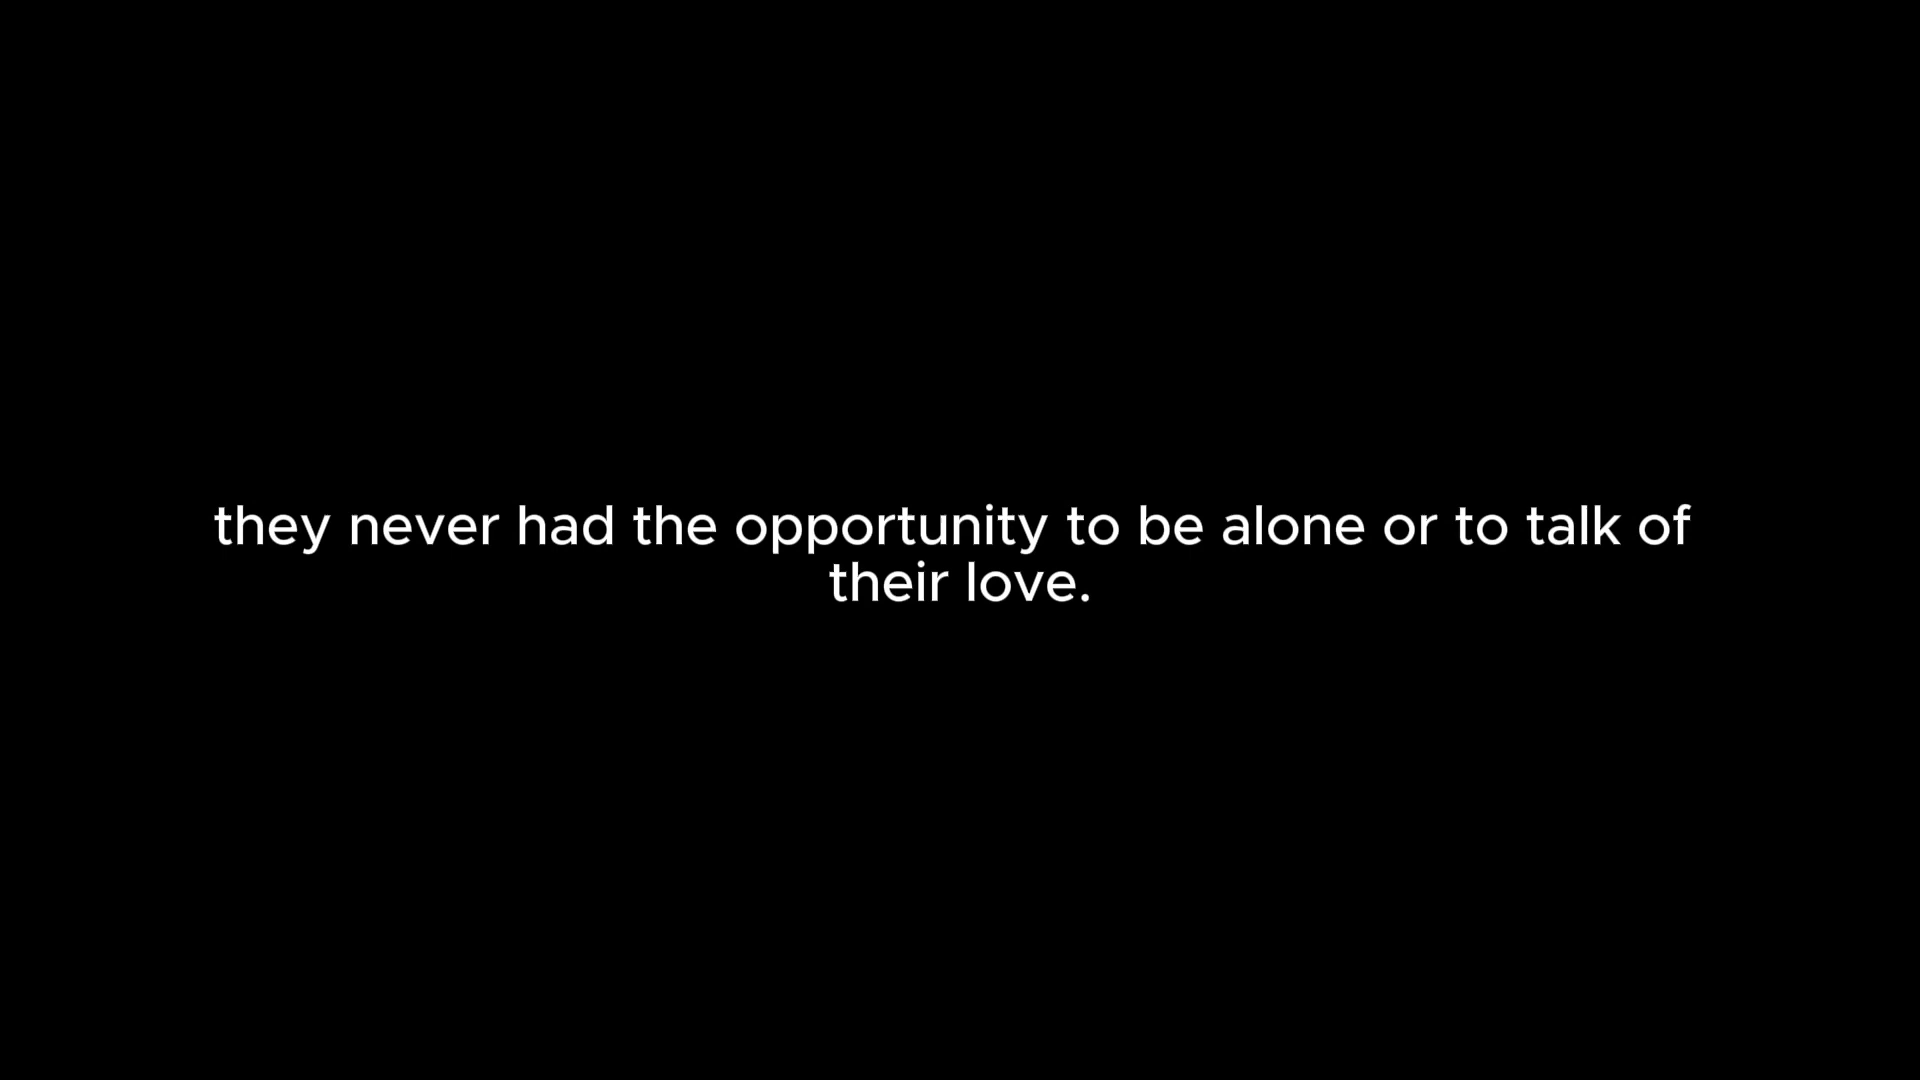 they never had the opportunity to be alone or to talk of
their love.